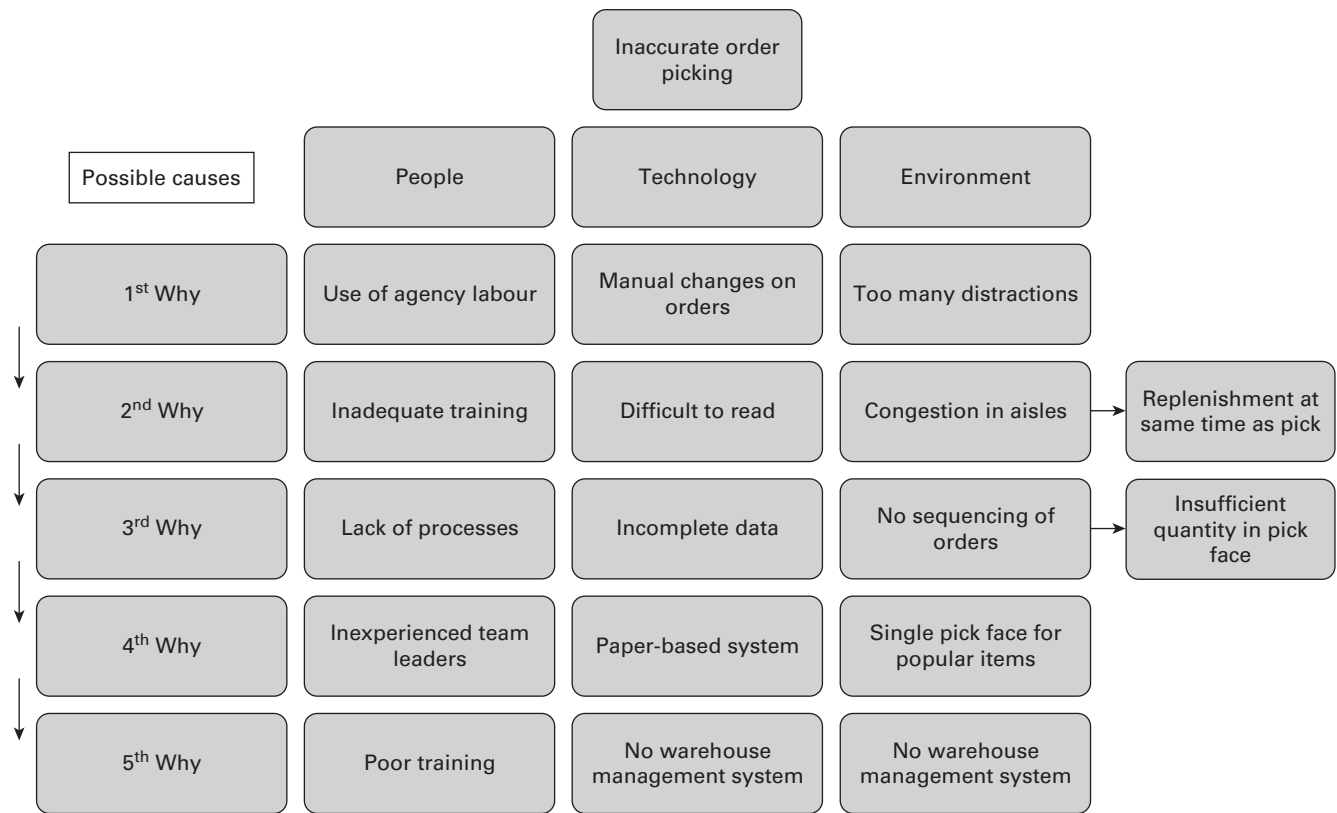 Inaccurate order
picking
Possible causes
People
Technology
Environment
1st Why
Use of agency labour
Manual changes on
orders
Too many distractions
2nd Why
Inadequate training
Difficult to read
Congestion in aisles
Replenishment at
same time as pick
3rd Why
Lack of processes
Incomplete data
No sequencing of
orders
Insufficient
quantity in pick
face
4th Why
Inexperienced team
leaders
Paper-based system
Single pick face for
popular items
5th Why
Poor training
No warehouse
management system
No warehouse
management system